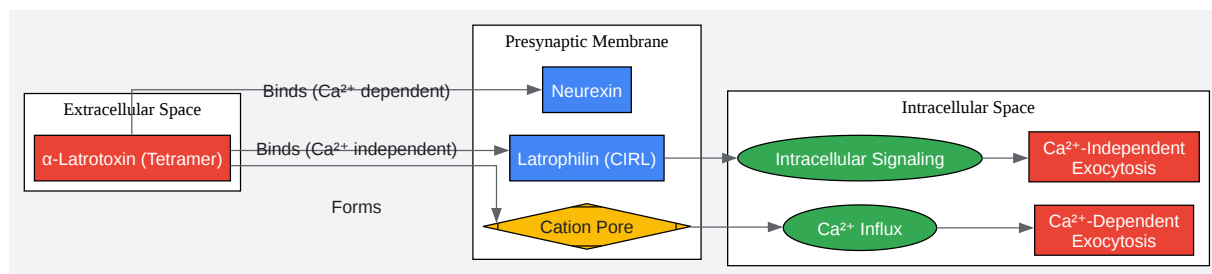 Presynaptic Membrane
Binds (Ca²⁺ dependent)
Neurexin
Extracellular Space
Intracellular Space
α-Latrotoxin (Tetramer)
Binds (Ca²⁺ independent)
Latrophilin (CIRL)
Intracellular Signaling
Ca²⁺-Independent
Exocytosis
Forms
Cation Pore
Ca²⁺ Influx
Ca²⁺-Dependent
Exocytosis